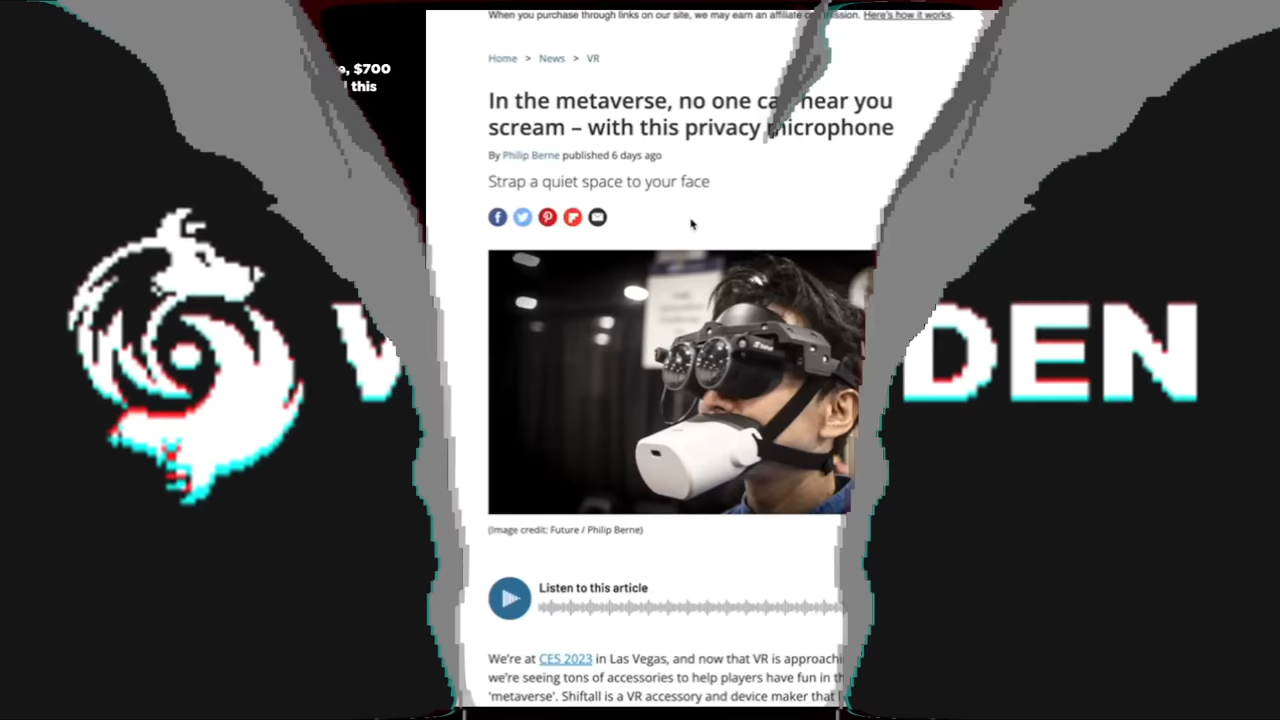 When you purchase through links on our site, we may earn an affiliate commission. Here's how it works.
Home > News > VR
$700
this
In the metaverse, no one can hear you
scream – with this privacy microphone
By Philip Berne published 6 days ago
Strap a quiet space to your face
(Image credit: Future / Philip Berne)
DEN
Listen to this article
We're at CES 2023 in Las Vegas, and now that VR is
we're seeing tons of accessories to help players have fun in
'metaverse'. Shiftall is a VR accessory and device maker that